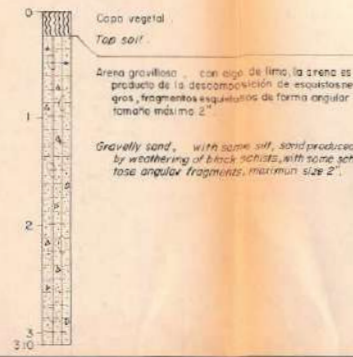 0
Capa vegetal.
Top soil.
Arena gravillosa, con algo de limo, la arena es
producto de la descomposición de esquistos ne
gros, fragmentos esquistosos de forma angular
tamaño máximo 2".
1
Gravelly sand, with some silt, sand produced
by weathering of black schists, with some schis
tose angular fragments, maximun size 2".
2
3
3.0